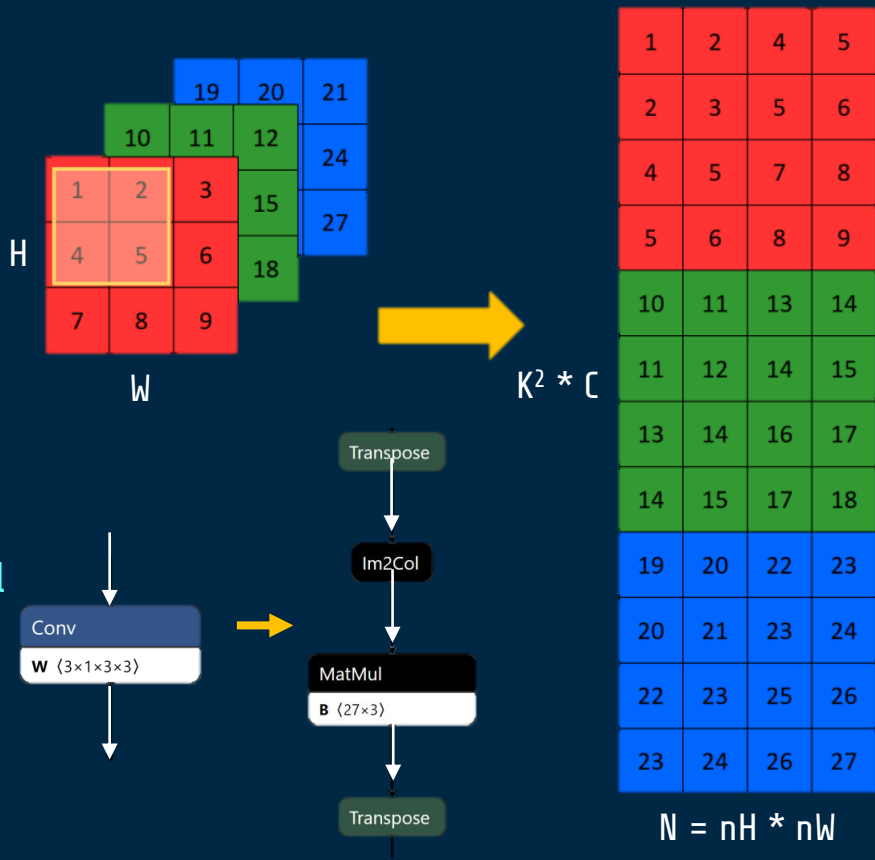 19 20 21
10 11 12
24
1 2 3
15
27
H
4 5 6
18
7 8 9
W
Transpose
Im2Col
Conv
W ⟨3×1×3×3⟩
MatMul
B ⟨27×3⟩
Transpose
K² * C
1 2 4 5
2 3 5 6
4 5 7 8
5 6 8 9
10 11 13 14
11 12 14 15
13 14 16 17
14 15 17 18
19 20 22 23
20 21 23 24
22 23 25 26
23 24 26 27
N = nH * nW